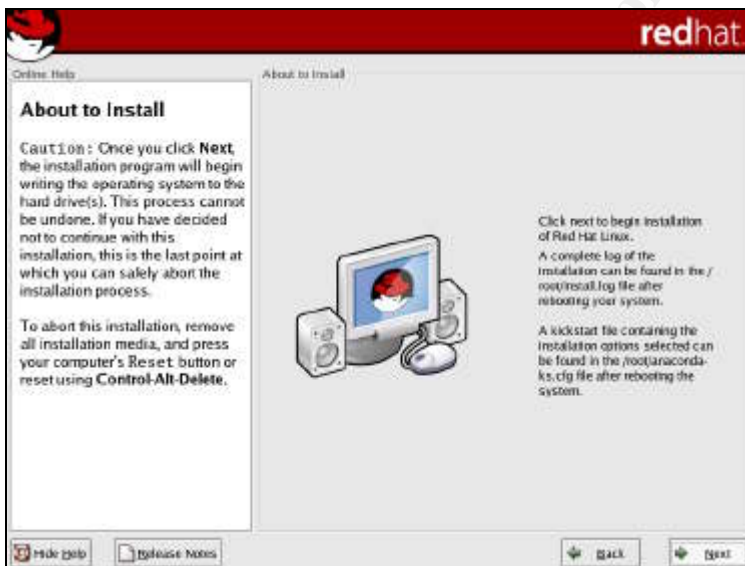 redhat.
Online Help
About to Install
About to Install
Caution: Once you click Next,
the installation program will begin
writing the operating system to the
hard drive(s). This process cannot
be undone. If you have decided
not to continue with this
installation, this is the last point at
which you can safely abort the
installation process.
To abort this installation, remove
all installation media, and press
your computer's Reset button or
reset using Control-Alt-Delete.
Click next to begin installation
of Red Hat Linux.
A complete log of the
installation can be found in the /
root/install.log file after
rebooting your system.
A kickstart file containing the
installation options selected can
be found in the /root/anaconda-
ks.cfg file after rebooting the
system.
Hide Help
Release Notes
Back
Next